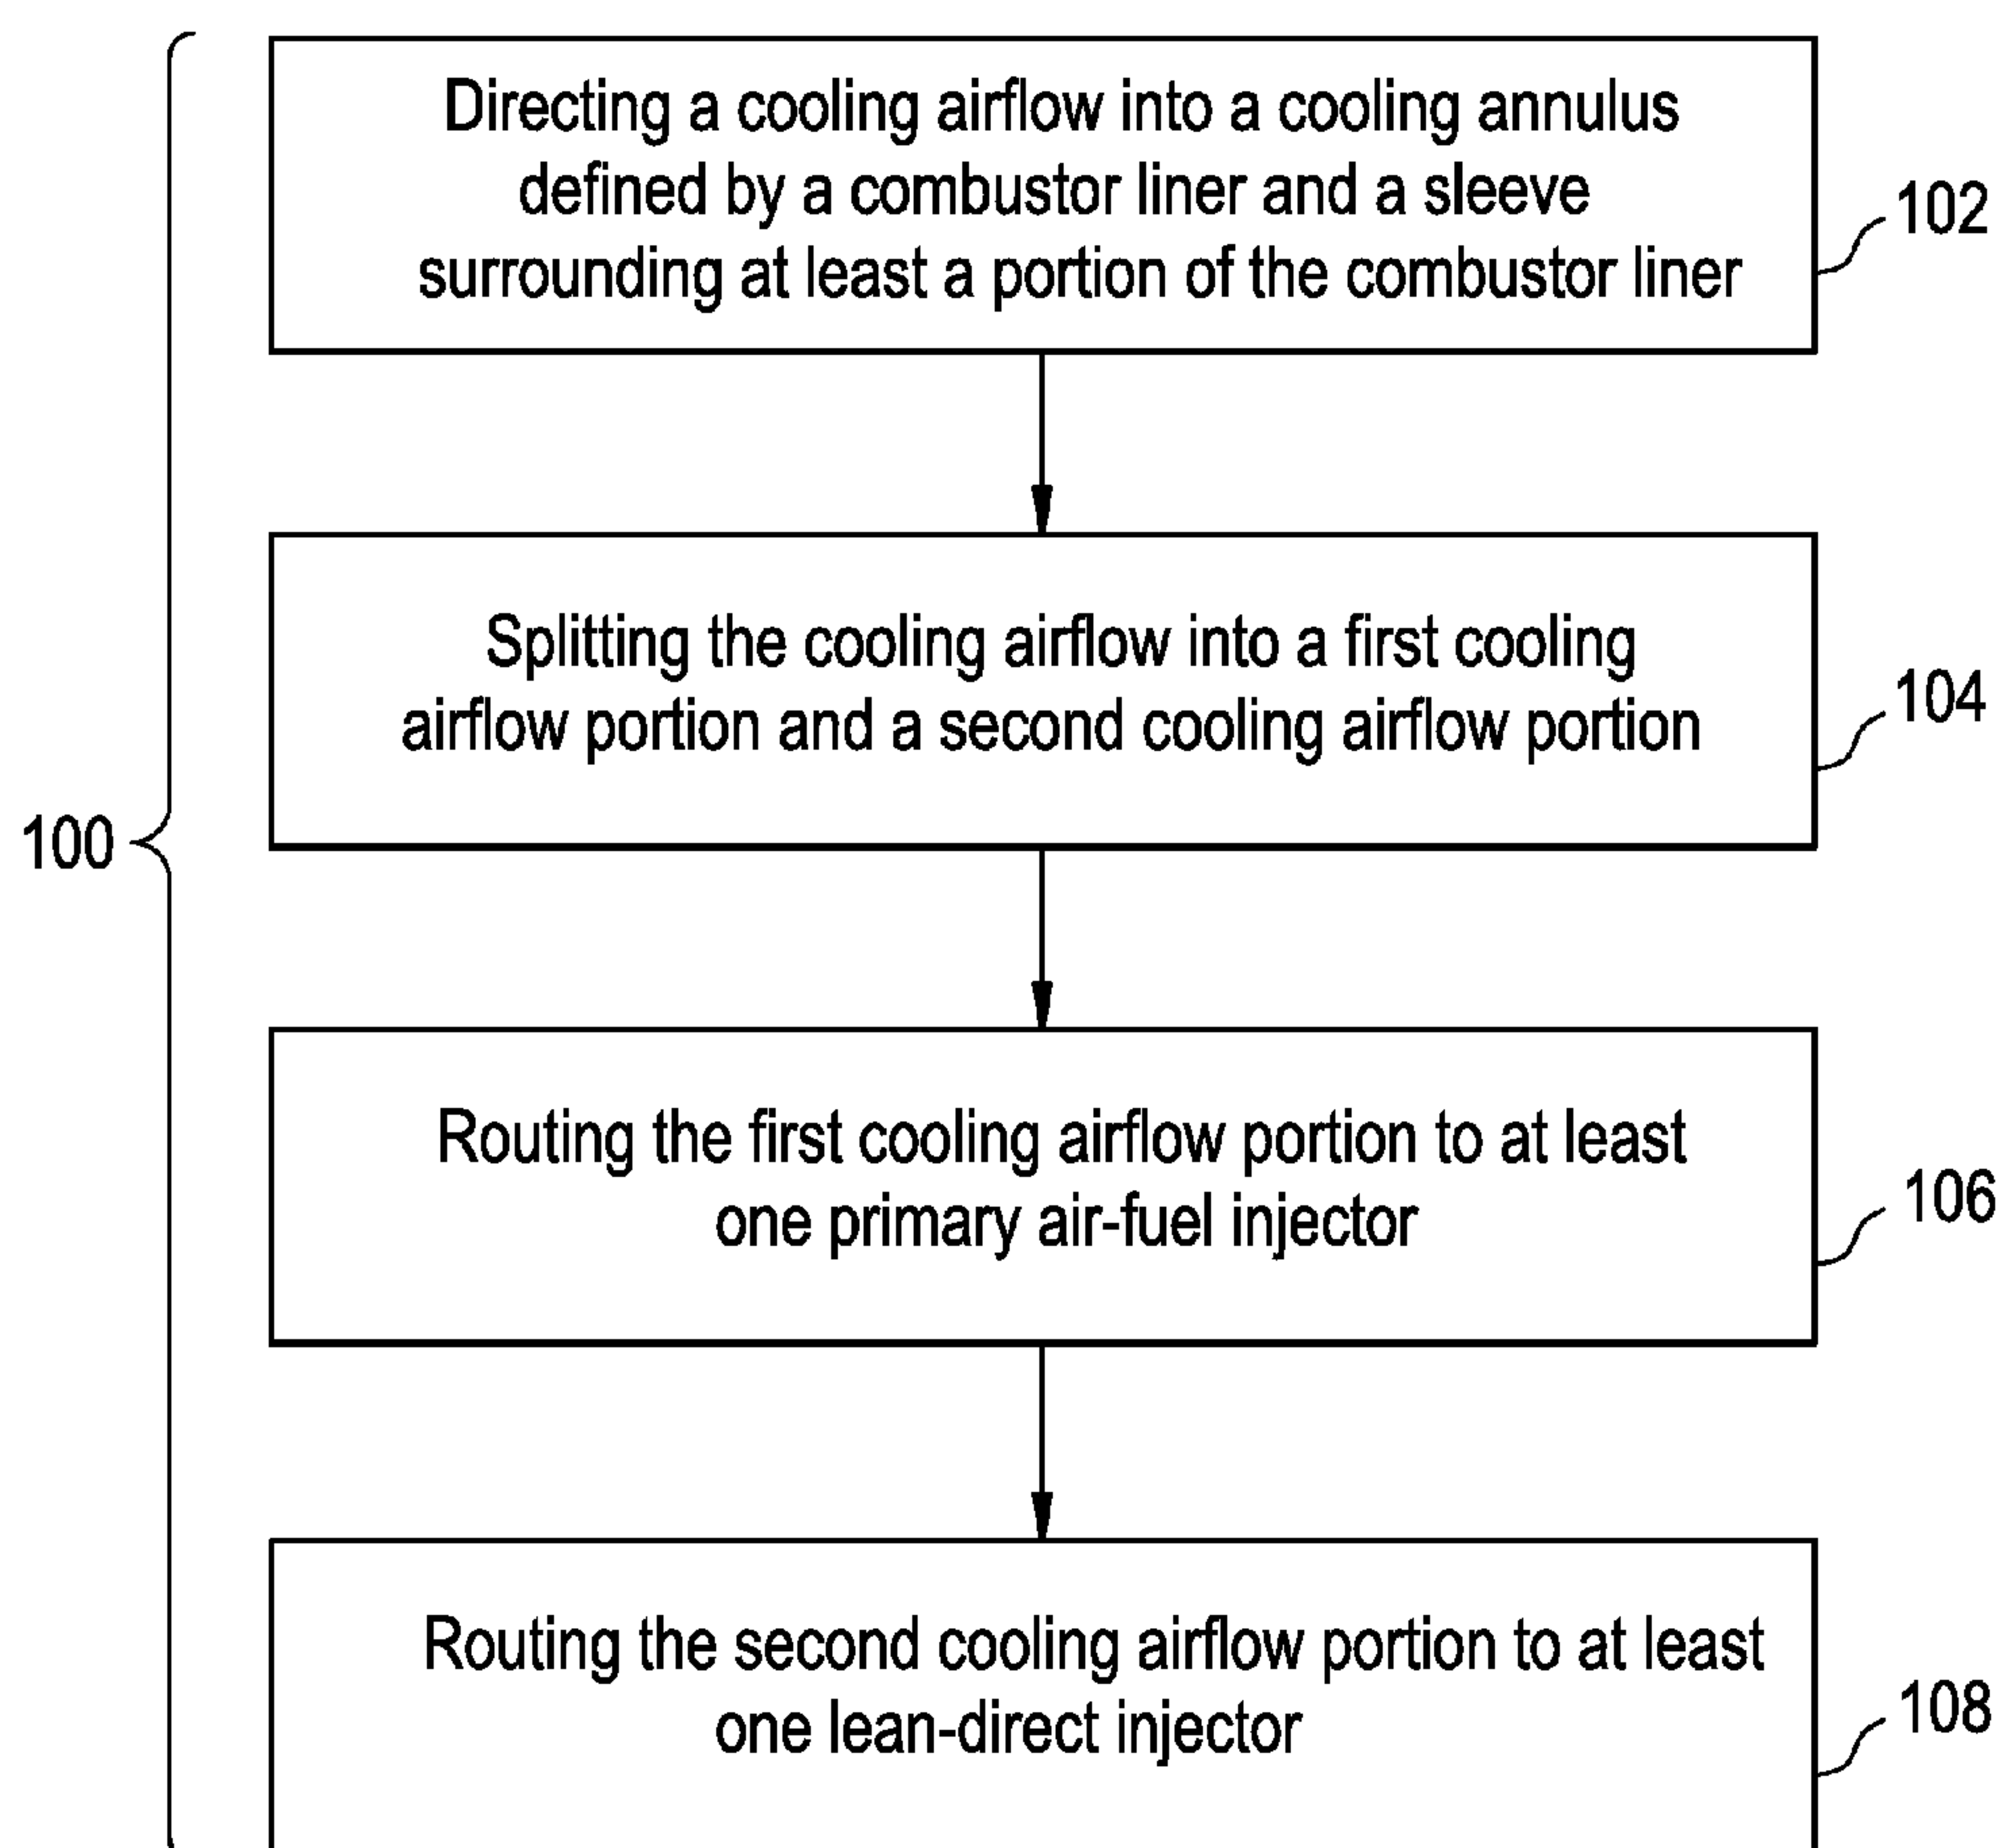 Directing a cooling airflow into a cooling annulus
defined by a combustor liner and a sleeve
surrounding at least a portion of the combustor liner
102
Splitting the cooling airflow into a first cooling
airflow portion and a second cooling airflow portion
104
100
Routing the first cooling airflow portion to at least
one primary air-fuel injector
106
Routing the second cooling airflow portion to at least
one lean-direct injector
108